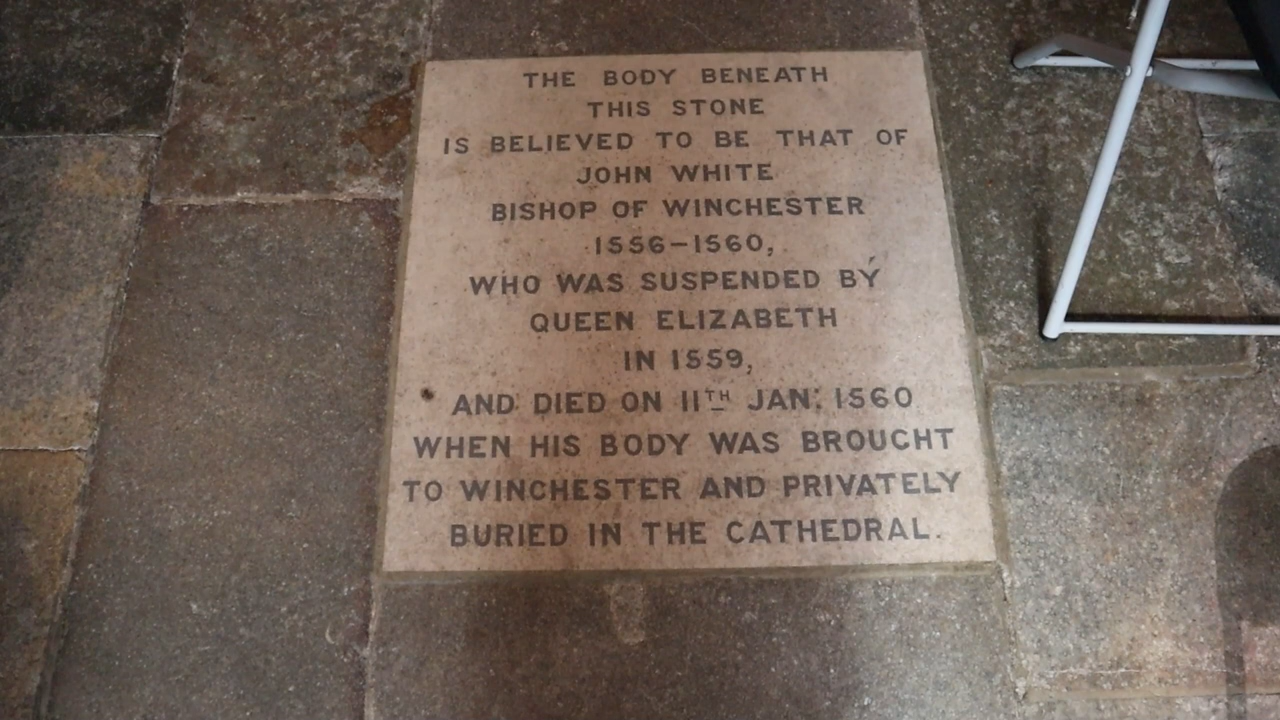 THE BODY BENEATH
THIS STONE
IS BELIEVED TO BE THAT OF
JOHN WHITE
BISHOP OF WINCHESTER
1556–1560,
WHO WAS SUSPENDED BY
QUEEN ELIZABETH
IN 1559,
AND DIED ON 11TH JAN: 1560
WHEN HIS BODY WAS BROUGHT
TO WINCHESTER AND PRIVATELY
BURIED IN THE CATHEDRAL.